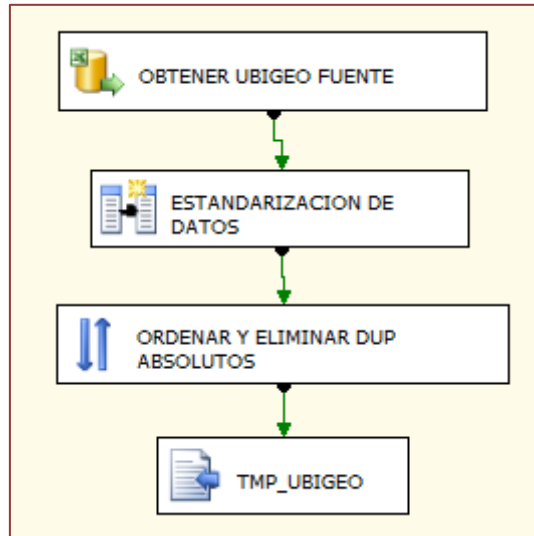 OBTENER UBIGEO FUENTE
ESTANDARIZACION DE
DATOS
ORDENAR Y ELIMINAR DUP
ABSOLUTOS
TMP_UBIGEO